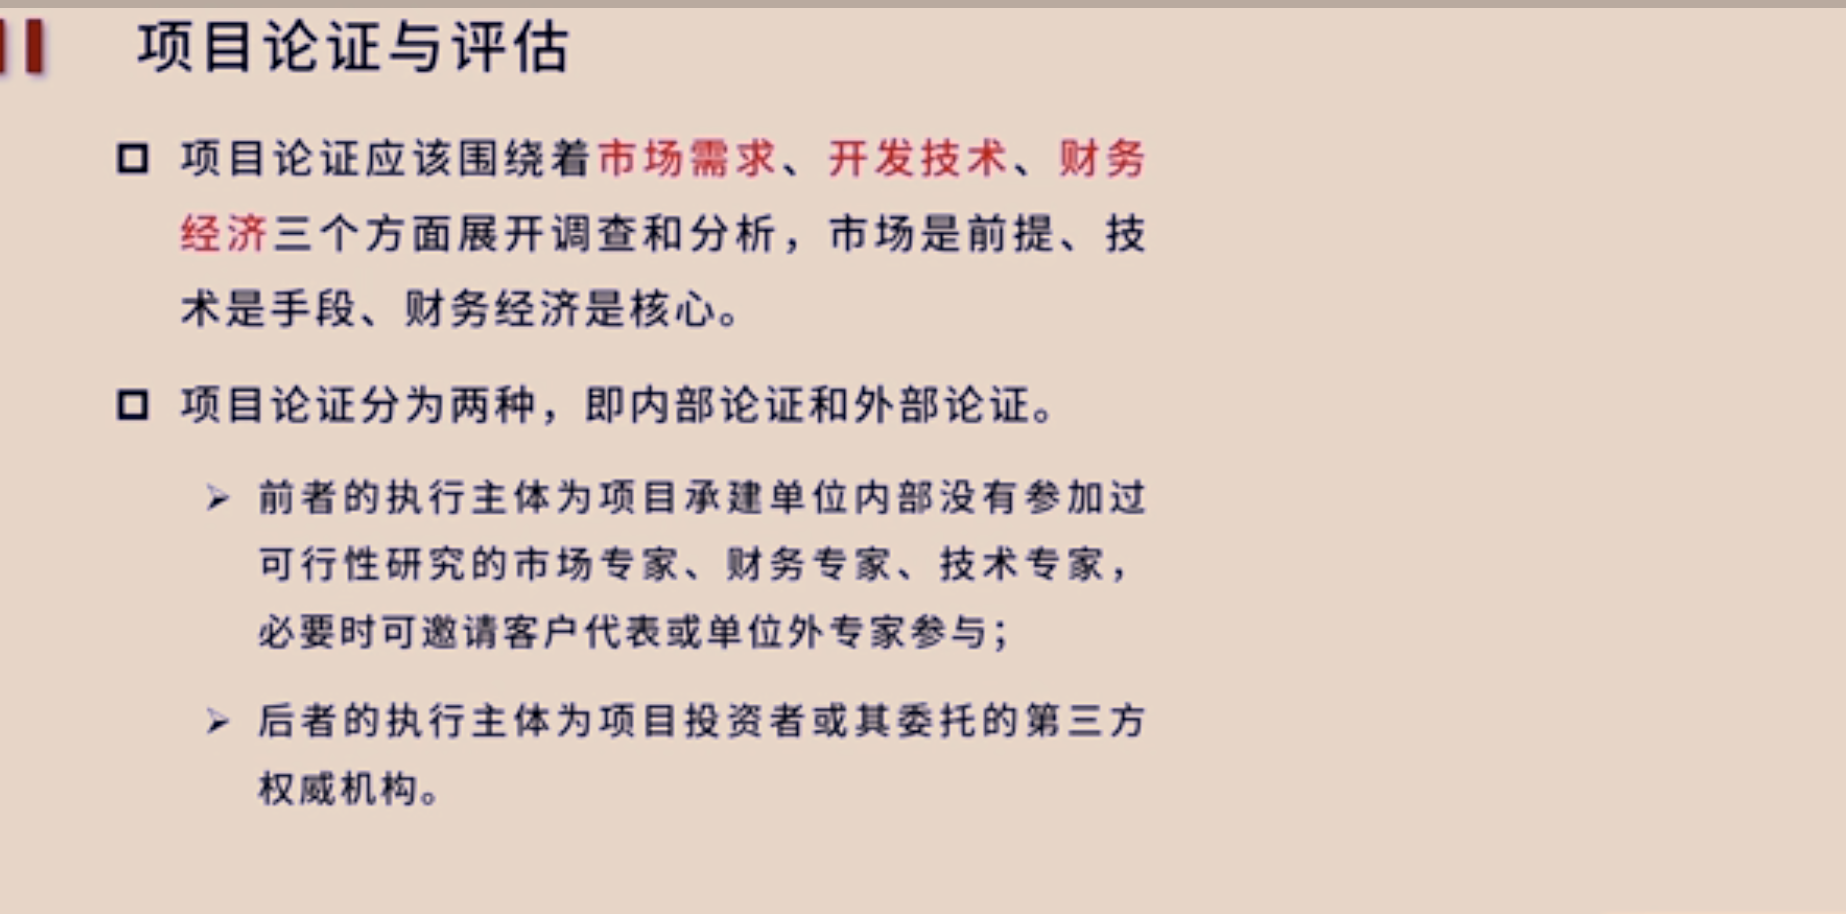 项目论证与评估
项目论证应该围绕着市场需求、开发技术、财务
经济三个方面展开调查和分析，市场是前提、技
术是手段、财务经济是核心。
项目论证分为两种，即内部论证和外部论证。
前者的执行主体为项目承建单位内部没有参加过
可行性研究的市场专家、财务专家、技术专家，
必要时可邀请客户代表或单位外专家参与；
后者的执行主体为项目投资者或其委托的第三方
权威机构。